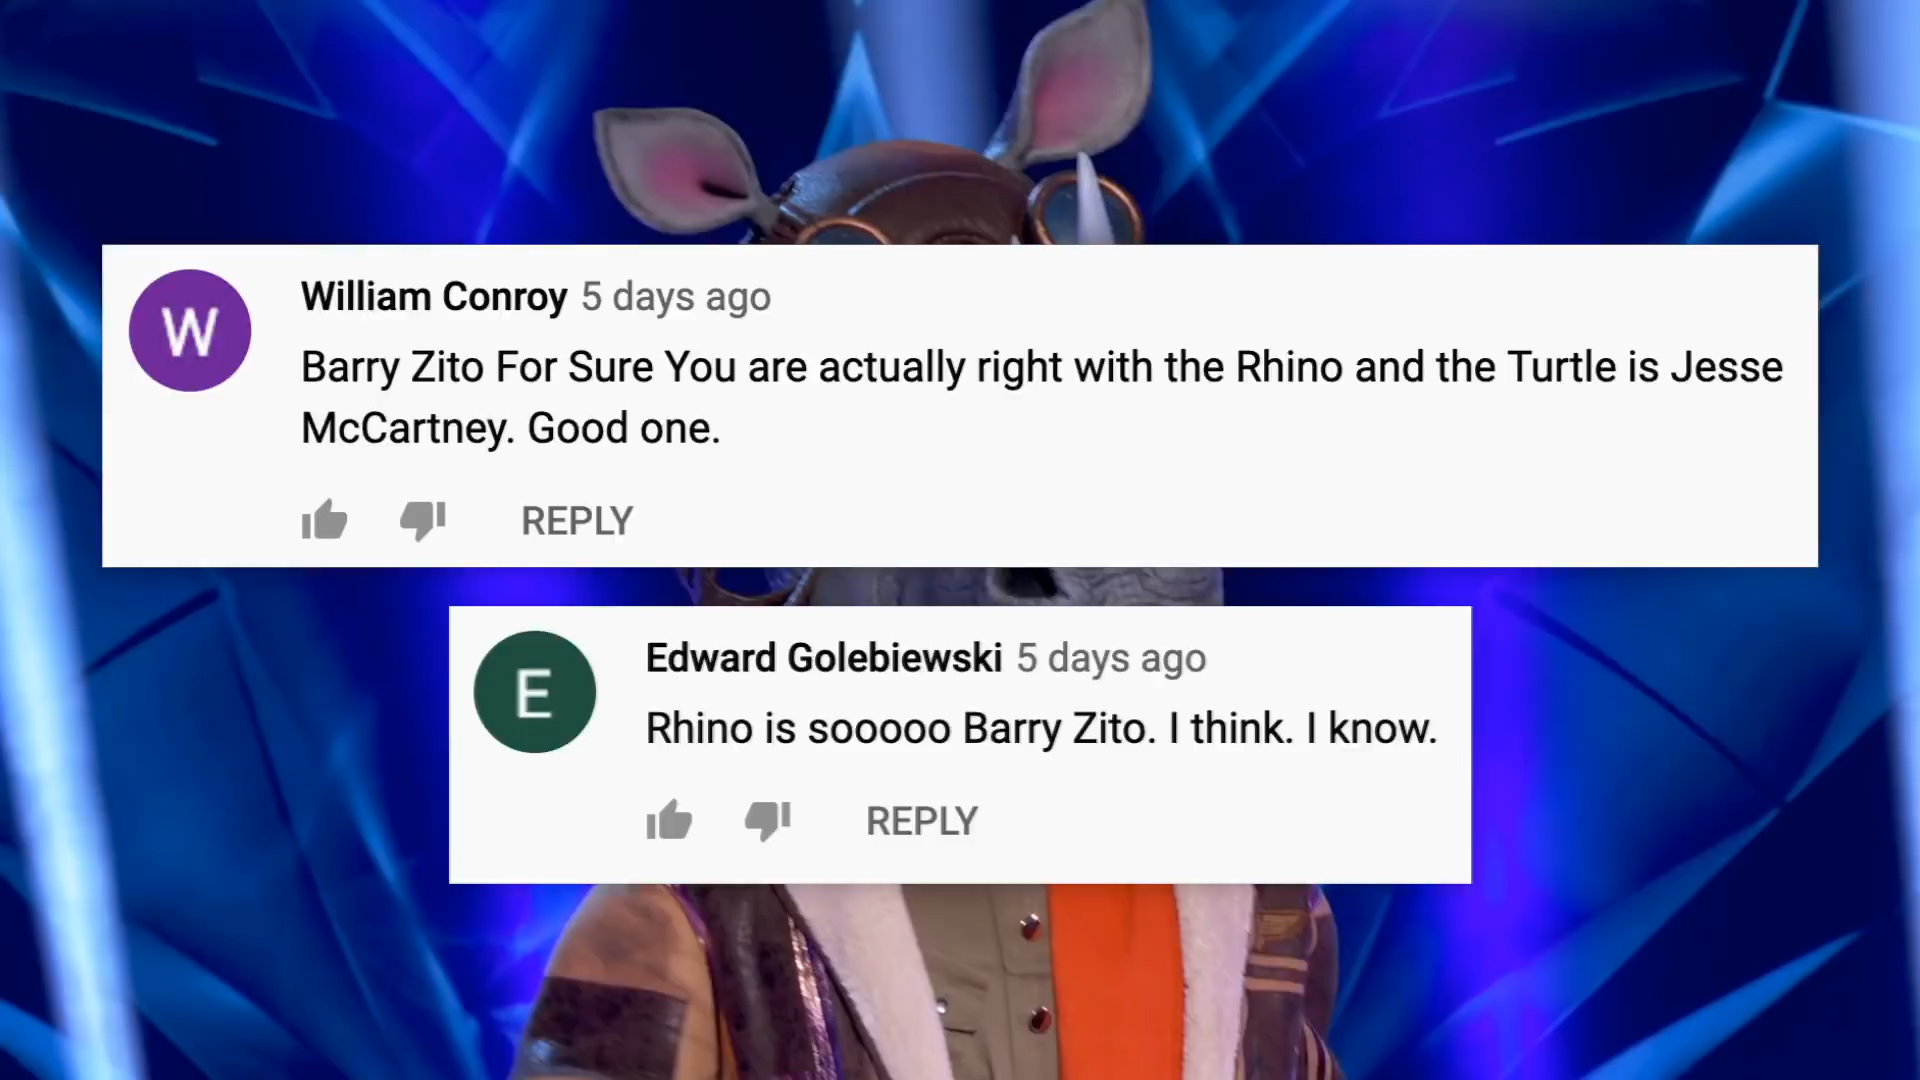 W
William Conroy 5 days ago
Barry Zito For Sure You are actually right with the Rhino and the Turtle is Jesse
McCartney. Good one.
REPLY
E
Edward Golebiewski 5 days ago
Rhino is sooooo Barry Zito. I think. I know.
REPLY